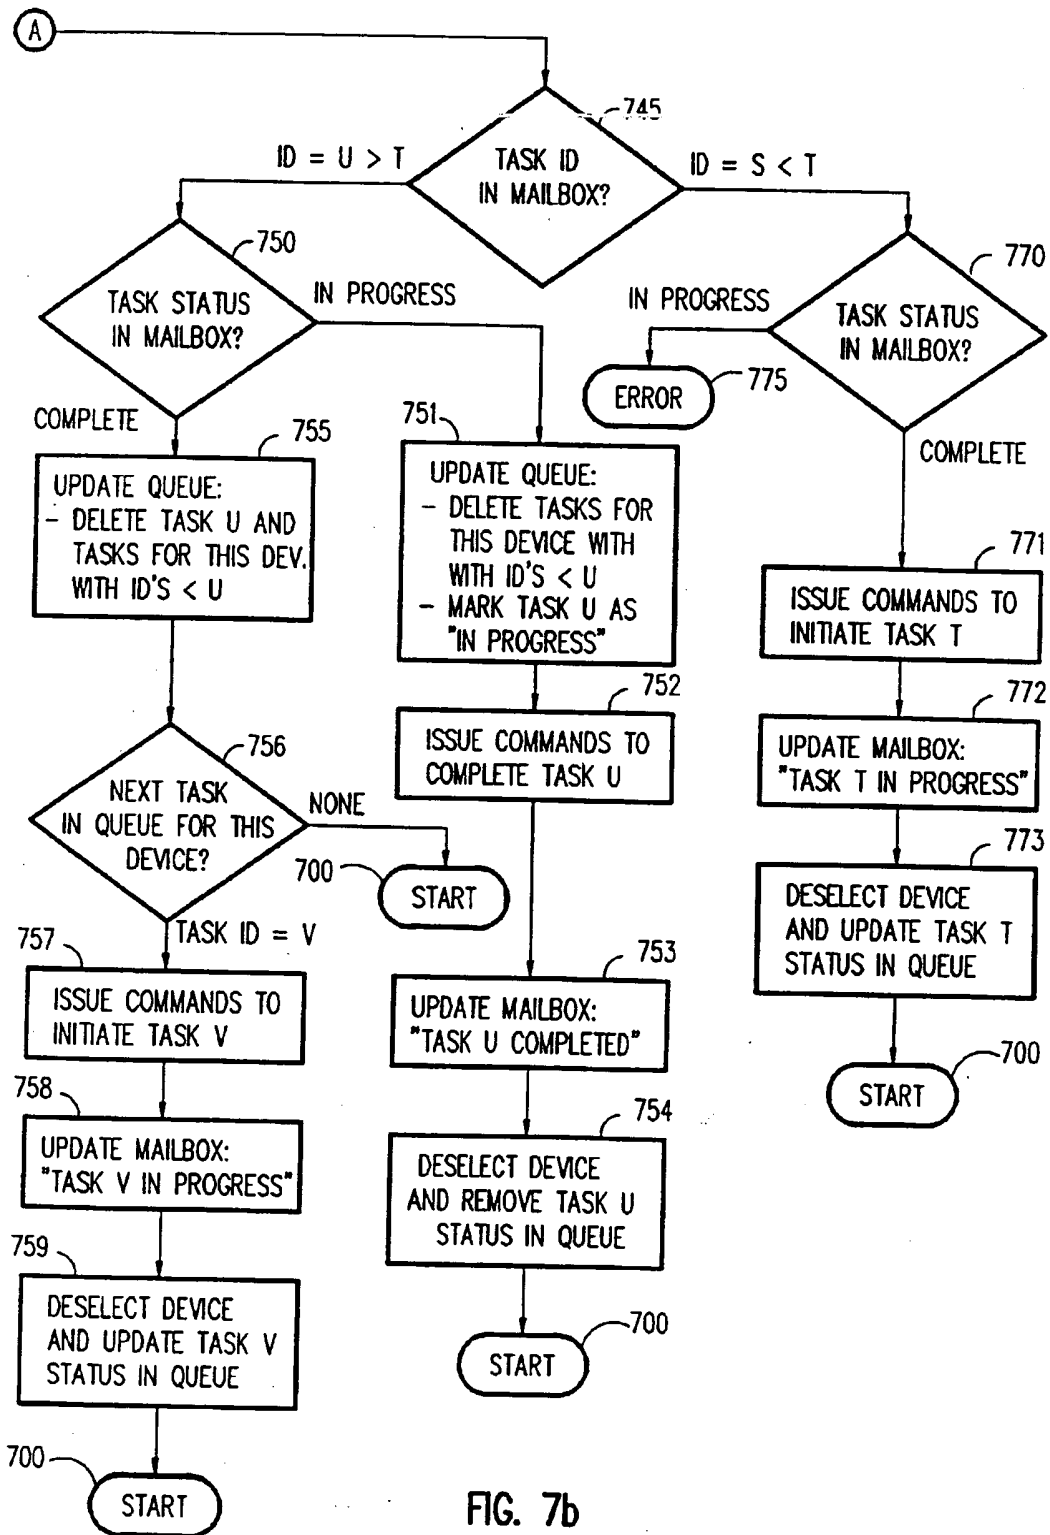 A
745
TASK ID
IN MAILBOX?
ID = U > T
ID = S < T
750
TASK STATUS
IN MAILBOX?
IN PROGRESS
COMPLETE
770
TASK STATUS
IN MAILBOX?
IN PROGRESS
ERROR
775
COMPLETE
755
UPDATE QUEUE:
- DELETE TASK U AND
TASKS FOR THIS DEV.
WITH ID'S < U
751
UPDATE QUEUE:
- DELETE TASKS FOR
THIS DEVICE WITH
WITH ID'S < U
- MARK TASK U AS
"IN PROGRESS"
771
ISSUE COMMANDS TO
INITIATE TASK T
752
ISSUE COMMANDS TO
COMPLETE TASK U
772
UPDATE MAILBOX:
"TASK T IN PROGRESS"
756
NEXT TASK
IN QUEUE FOR THIS
DEVICE?
NONE
700
START
TASK ID = V
773
DESELECT DEVICE
AND UPDATE TASK T
STATUS IN QUEUE
700
START
757
ISSUE COMMANDS TO
INITIATE TASK V
753
UPDATE MAILBOX:
"TASK U COMPLETED"
758
UPDATE MAILBOX:
"TASK V IN PROGRESS"
754
DESELECT DEVICE
AND REMOVE TASK U
STATUS IN QUEUE
759
DESELECT DEVICE
AND UPDATE TASK V
STATUS IN QUEUE
700
START
700
START
FIG. 7b